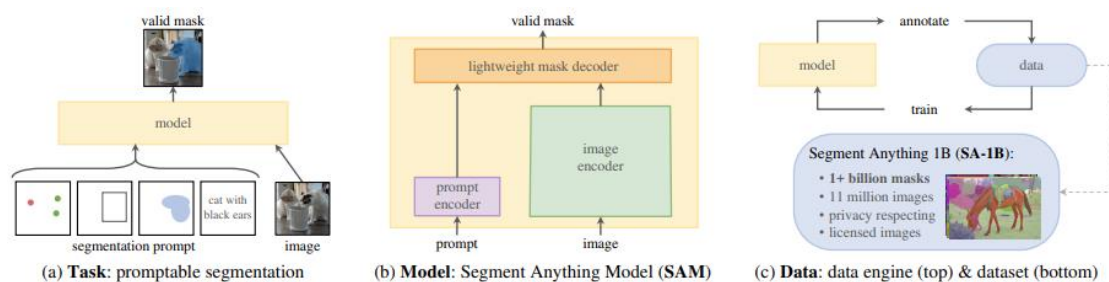 valid mask
model
cat with
black ears
segmentation prompt
image
(a) Task: promptable segmentation
valid mask
lightweight mask decoder
image
encoder
prompt
encoder
prompt
image
(b) Model: Segment Anything Model (SAM)
annotate
model
data
train
Segment Anything 1B (SA-1B):
• 1+ billion masks
• 11 million images
• privacy respecting
• licensed images
(c) Data: data engine (top) & dataset (bottom)